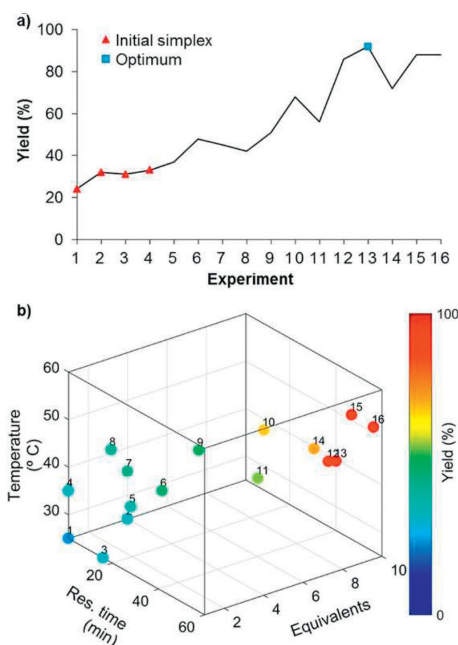 a)
100
80
60
40
20
0
Yield (%)
Initial simplex
Optimum
1 2 3 4 5 6 7 8 9 10 11 12 13 14 15 16
Experiment
b)
60
50
40
30
Temperature
(º C)
20
40
60
Res. time
(min)
2
4
6
8
10
Equivalents
1
3
4
5
6
7
8
9
10
11
12
13
14
15
16
100
0
Yield (%)